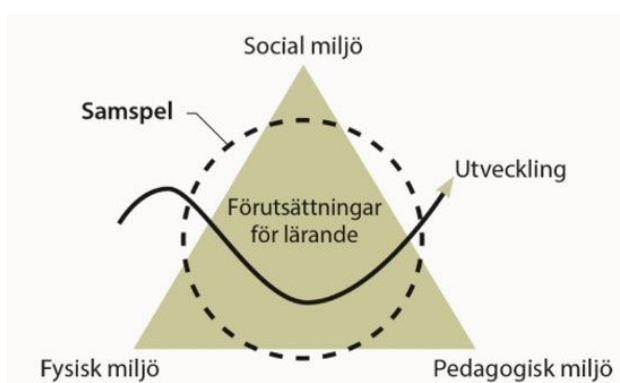 Social miljö
Samspel
Utveckling
Förutsättningar
för lärande
Fysisk miljö
Pedagogisk miljö